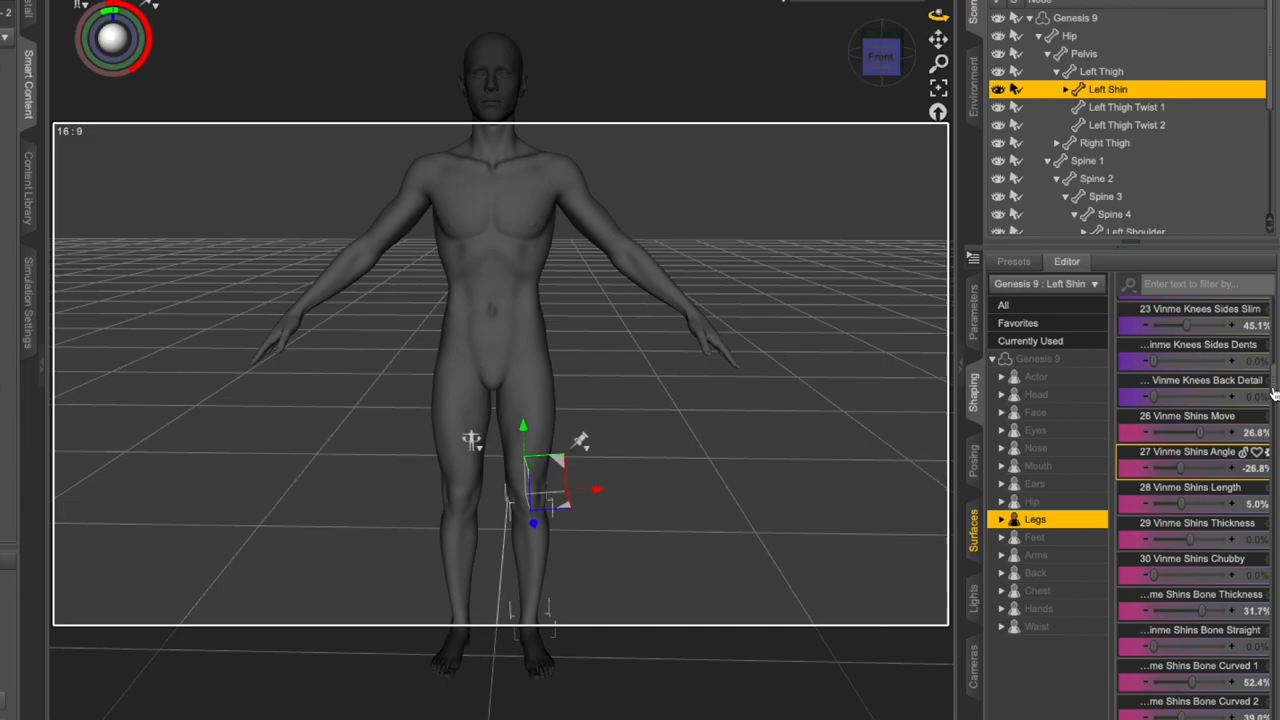 - 2
Smart Content
Content Library
Simulation Settings
16 : 9
Front
Environment
Node
Genesis 9
Hip
Pelvis
Left Thigh
Left Shin
Left Thigh Twist 1
Left Thigh Twist 2
Right Thigh
Spine 1
Spine 2
Spine 3
Spine 4
Left Shoulder
Presets
Editor
Genesis 9 : Left Shin
Enter text to filter by...
Parameters
Shaping
Posing
Surfaces
Lights
Cameras
All
Favorites
Currently Used
Genesis 9
Actor
Head
Face
Eyes
Nose
Mouth
Ears
Hip
Legs
Feet
Arms
Back
Chest
Hands
Waist
23 Vinme Knees Sides Slim
45.1%
...inme Knees Sides Dents
0.0%
... Vinme Knees Back Detail
0.0%
26 Vinme Shins Move
26.8%
27 Vinme Shins Angle
-26.8%
28 Vinme Shins Length
5.0%
29 Vinme Shins Thickness
0.0%
30 Vinme Shins Chubby
0.0%
...me Shins Bone Thickness
31.7%
...inme Shins Bone Straight
0.0%
...me Shins Bone Curved 1
52.4%
...me Shins Bone Curved 2
39.0%